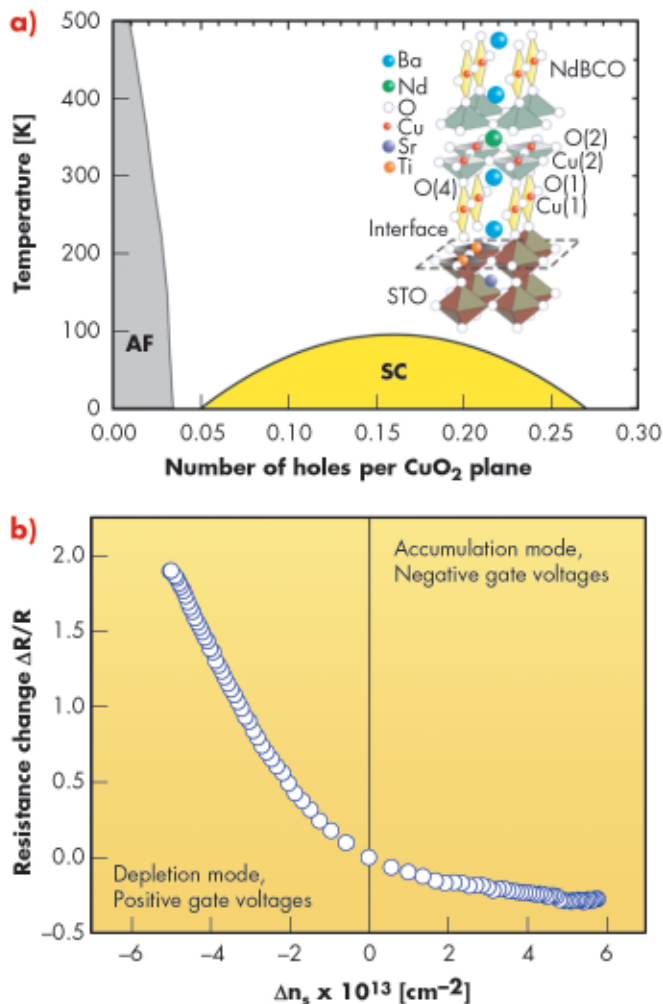 a)
500
400
300
200
100
0
Temperature [K]
AF
SC
Ba
Nd
O
Cu
Sr
Ti
NdBCO
O(2)
Cu(2)
O(4)
O(1)
Cu(1)
Interface
STO
0.00 0.05 0.10 0.15 0.20 0.25 0.30
Number of holes per CuO₂ plane
b)
2.0
1.5
1.0
0.5
0.0
−0.5
Resistance change ΔR/R
Accumulation mode,
Negative gate voltages
Depletion mode,
Positive gate voltages
−6 −4 −2 0 2 4 6
Δnₛ x 10¹³ [cm⁻²]